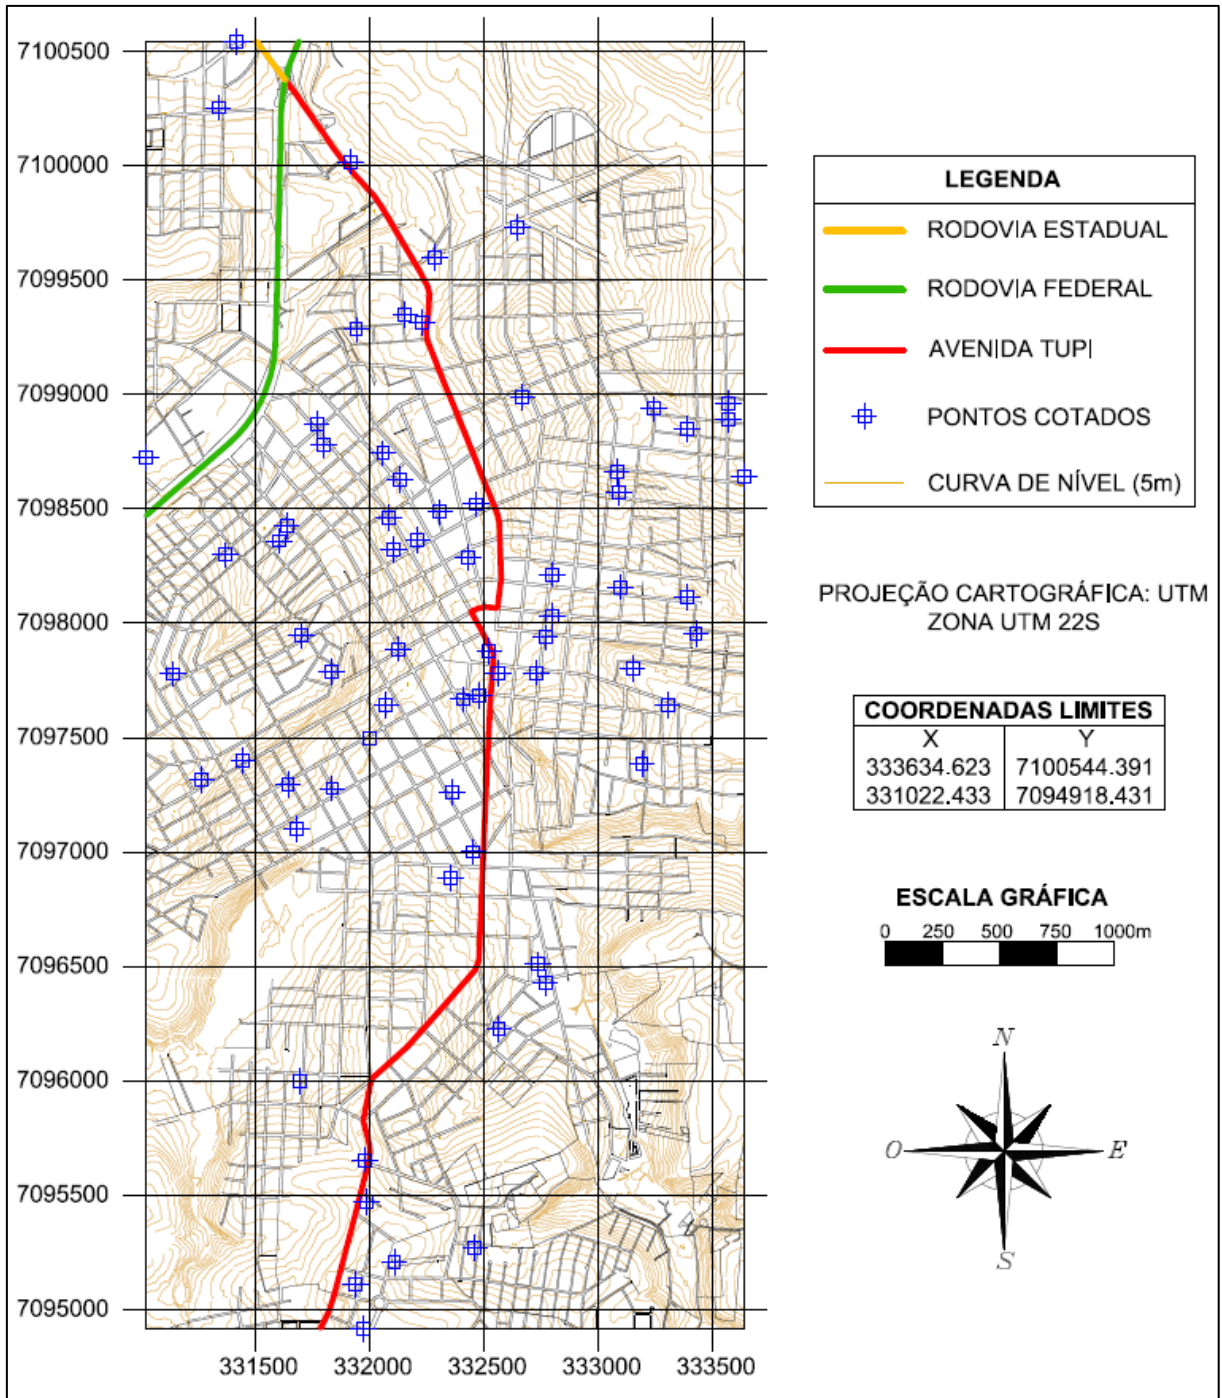 7100500
7100000
7099500
7099000
7098500
7098000
7097500
7097000
7096500
7096000
7095500
7095000
331500 332000 332500 333000 333500
LEGENDA
RODOVIA ESTADUAL
RODOVIA FEDERAL
AVENIDA TUPI
PONTOS COTADOS
CURVA DE NÍVEL (5m)
PROJEÇÃO CARTOGRÁFICA: UTM
ZONA UTM 22S
COORDENADAS LIMITES
X Y
333634.623 7100544.391
331022.433 7094918.431
ESCALA GRÁFICA
0 250 500 750 1000m
N
O E
S